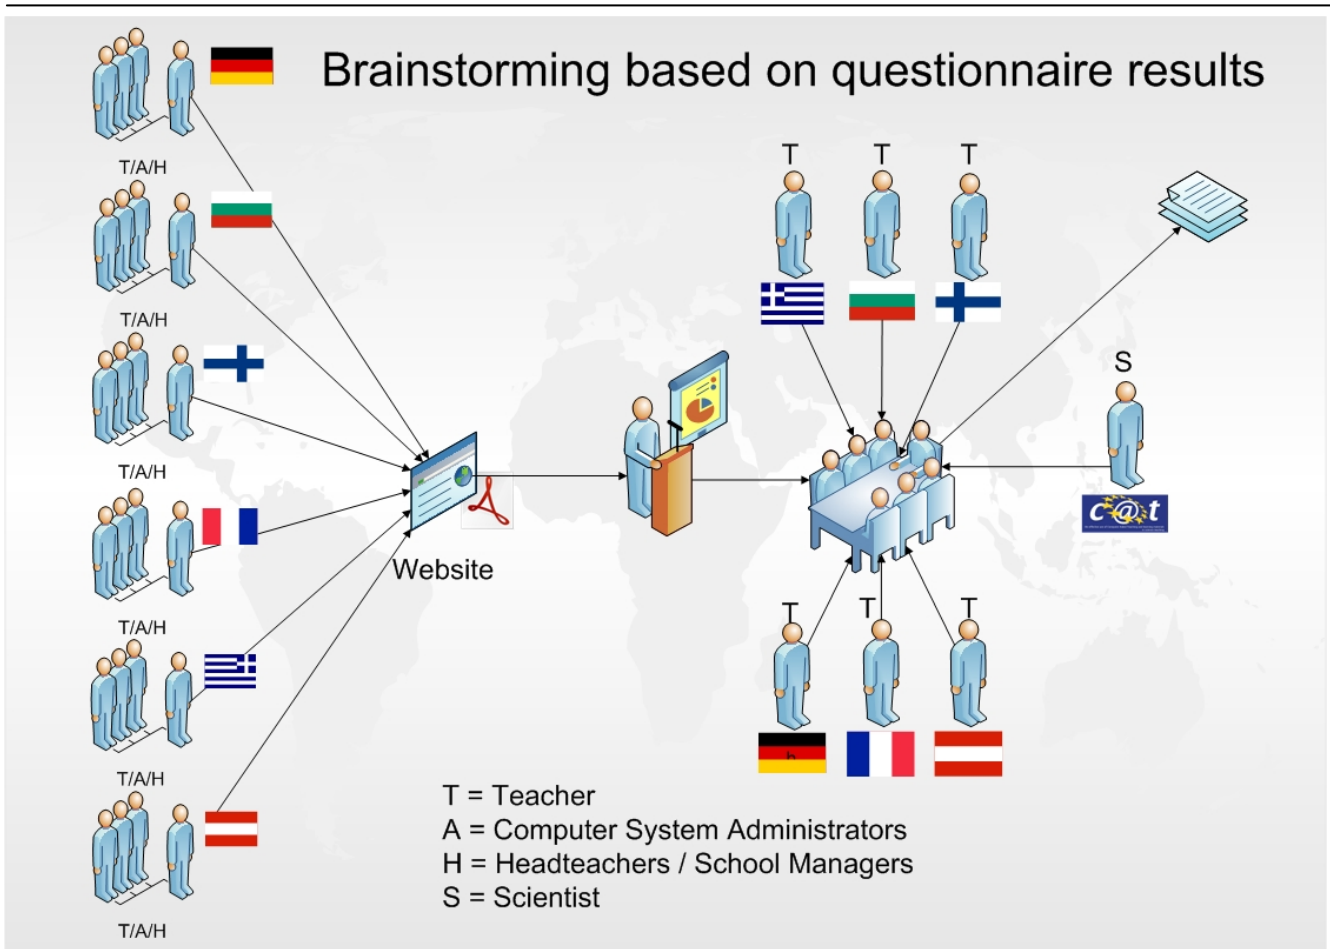 Brainstorming based on questionnaire results
T/A/H
T/A/H
T/A/H
T/A/H
T/A/H
T/A/H
Website
T
T
T
S
c@t
T
T
T
b
T = Teacher
A = Computer System Administrators
H = Headteachers / School Managers
S = Scientist